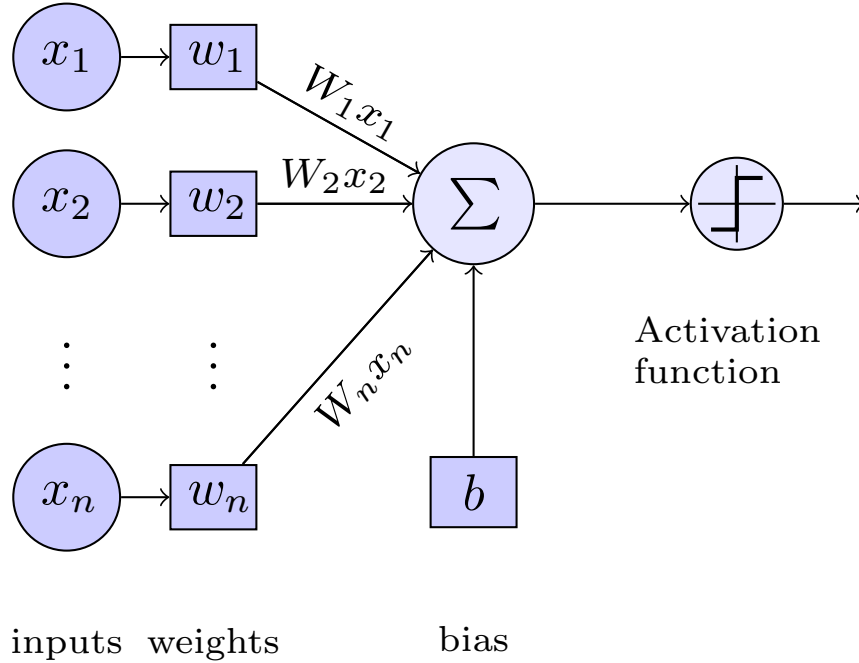 x₁ w₁
W₁x₁
x₂ w₂ W₂x₂ Σ
⋮ ⋮
Activation
function
Wₙxₙ
xₙ wₙ b
inputs weights bias